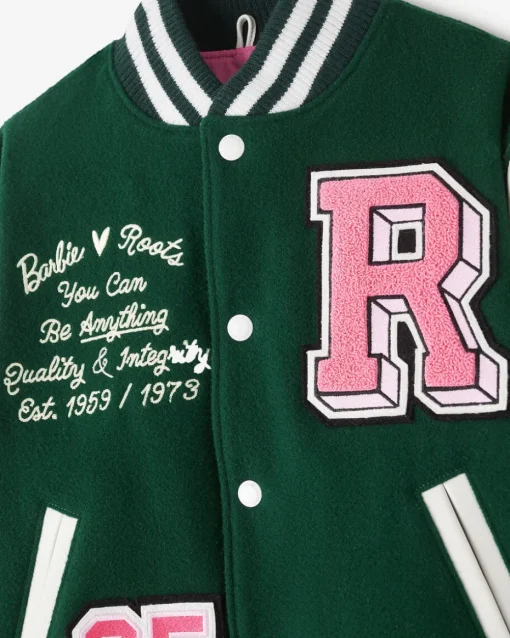 Barbie ♥ Roots
You Can
Be Anything
Quality & Integrity
Est. 1959 / 1973
R